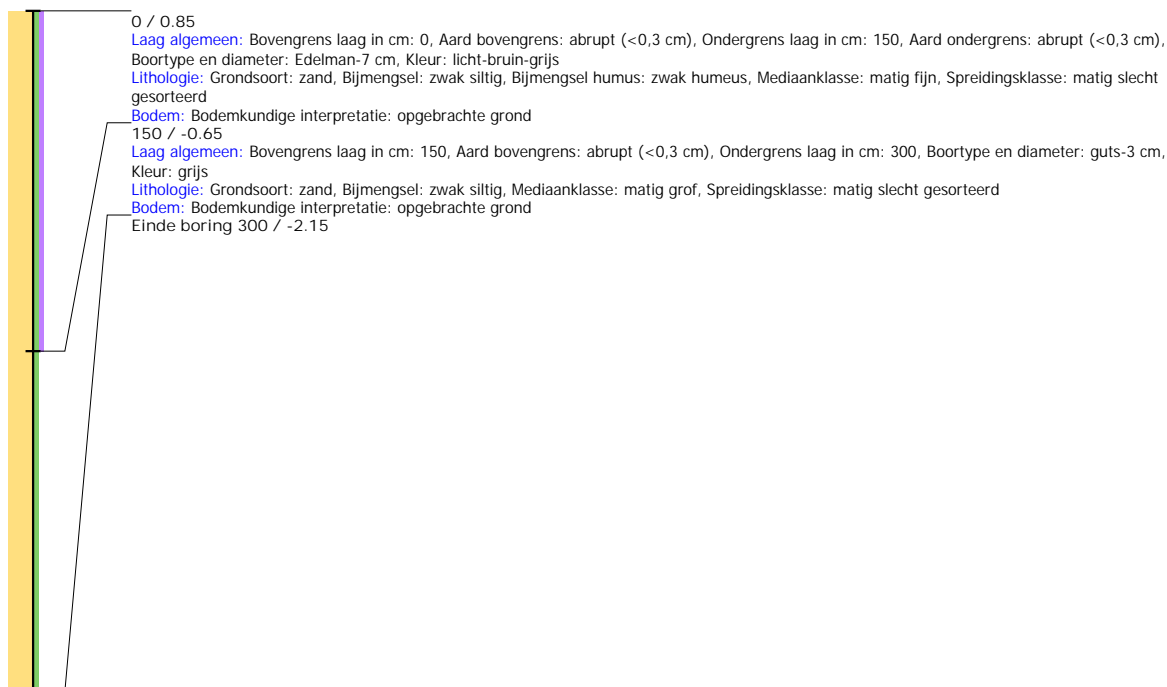 0 / 0.85
Laag algemeen: Bovengrens laag in cm: 0, Aard bovengrens: abrupt (<0,3 cm), Ondergrens laag in cm: 150, Aard ondergrens: abrupt (<0,3 cm),
Boortype en diameter: Edelman-7 cm, Kleur: licht-bruin-grijs
Lithologie: Grondsoort: zand, Bijmengsel: zwak siltig, Bijmengsel humus: zwak humeus, Mediaanklasse: matig fijn, Spreidingsklasse: matig slecht
gesorteerd
Bodem: Bodemkundige interpretatie: opgebrachte grond
150 / -0.65
Laag algemeen: Bovengrens laag in cm: 150, Aard bovengrens: abrupt (<0,3 cm), Ondergrens laag in cm: 300, Boortype en diameter: guts-3 cm,
Kleur: grijs
Lithologie: Grondsoort: zand, Bijmengsel: zwak siltig, Mediaanklasse: matig grof, Spreidingsklasse: matig slecht gesorteerd
Bodem: Bodemkundige interpretatie: opgebrachte grond
Einde boring 300 / -2.15